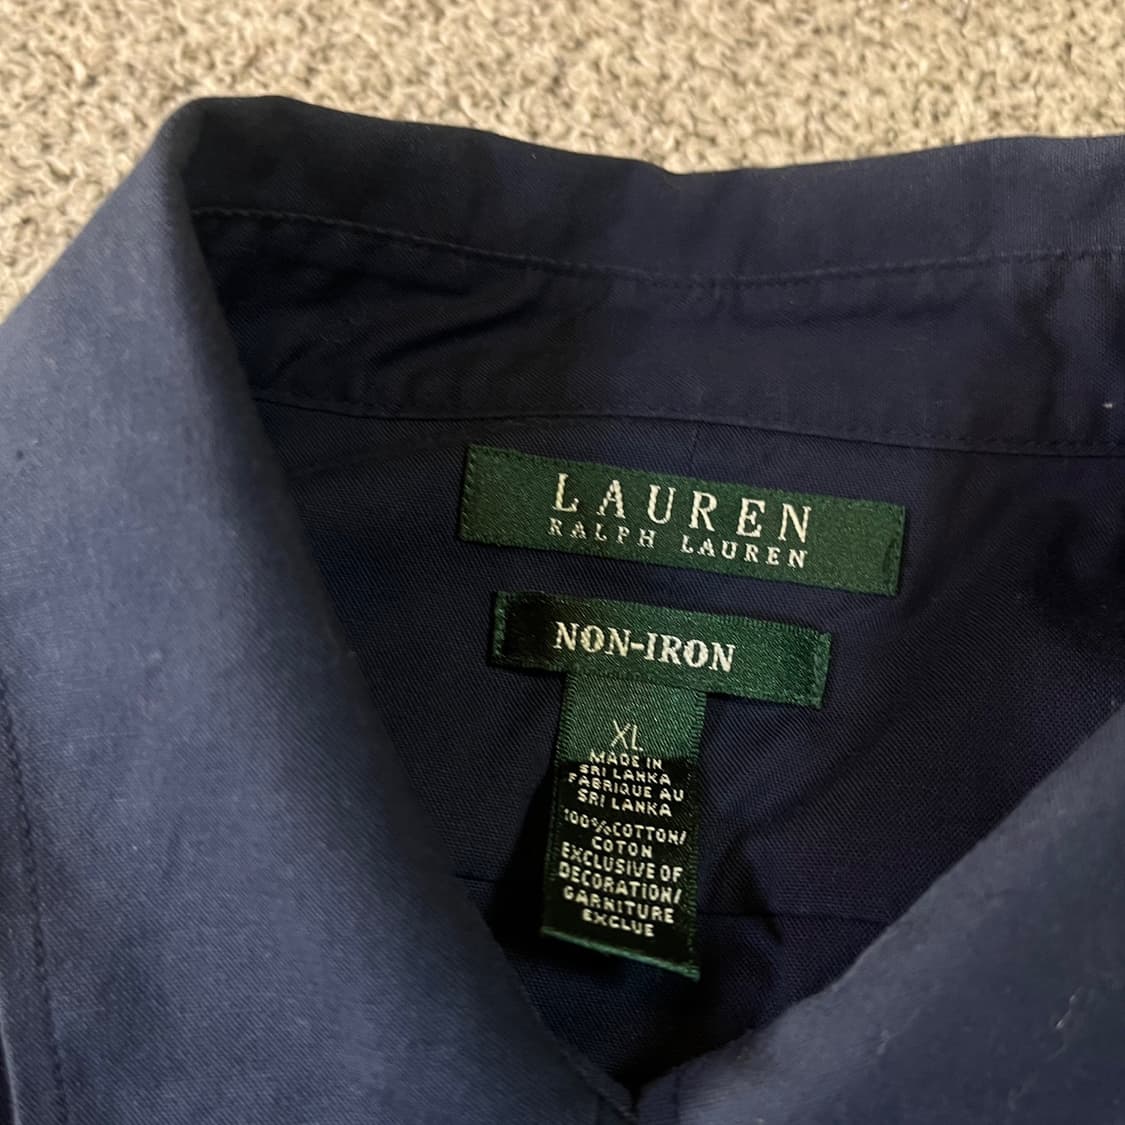 LAUREN
RALPH LAUREN
NON-IRON
XL
MADE IN
SRI LANKA
FABRIQUE AU
SRI LANKA
100% COTTON/
COTON
EXCLUSIVE OF
DECORATION/
GARNITURE
EXCLUE